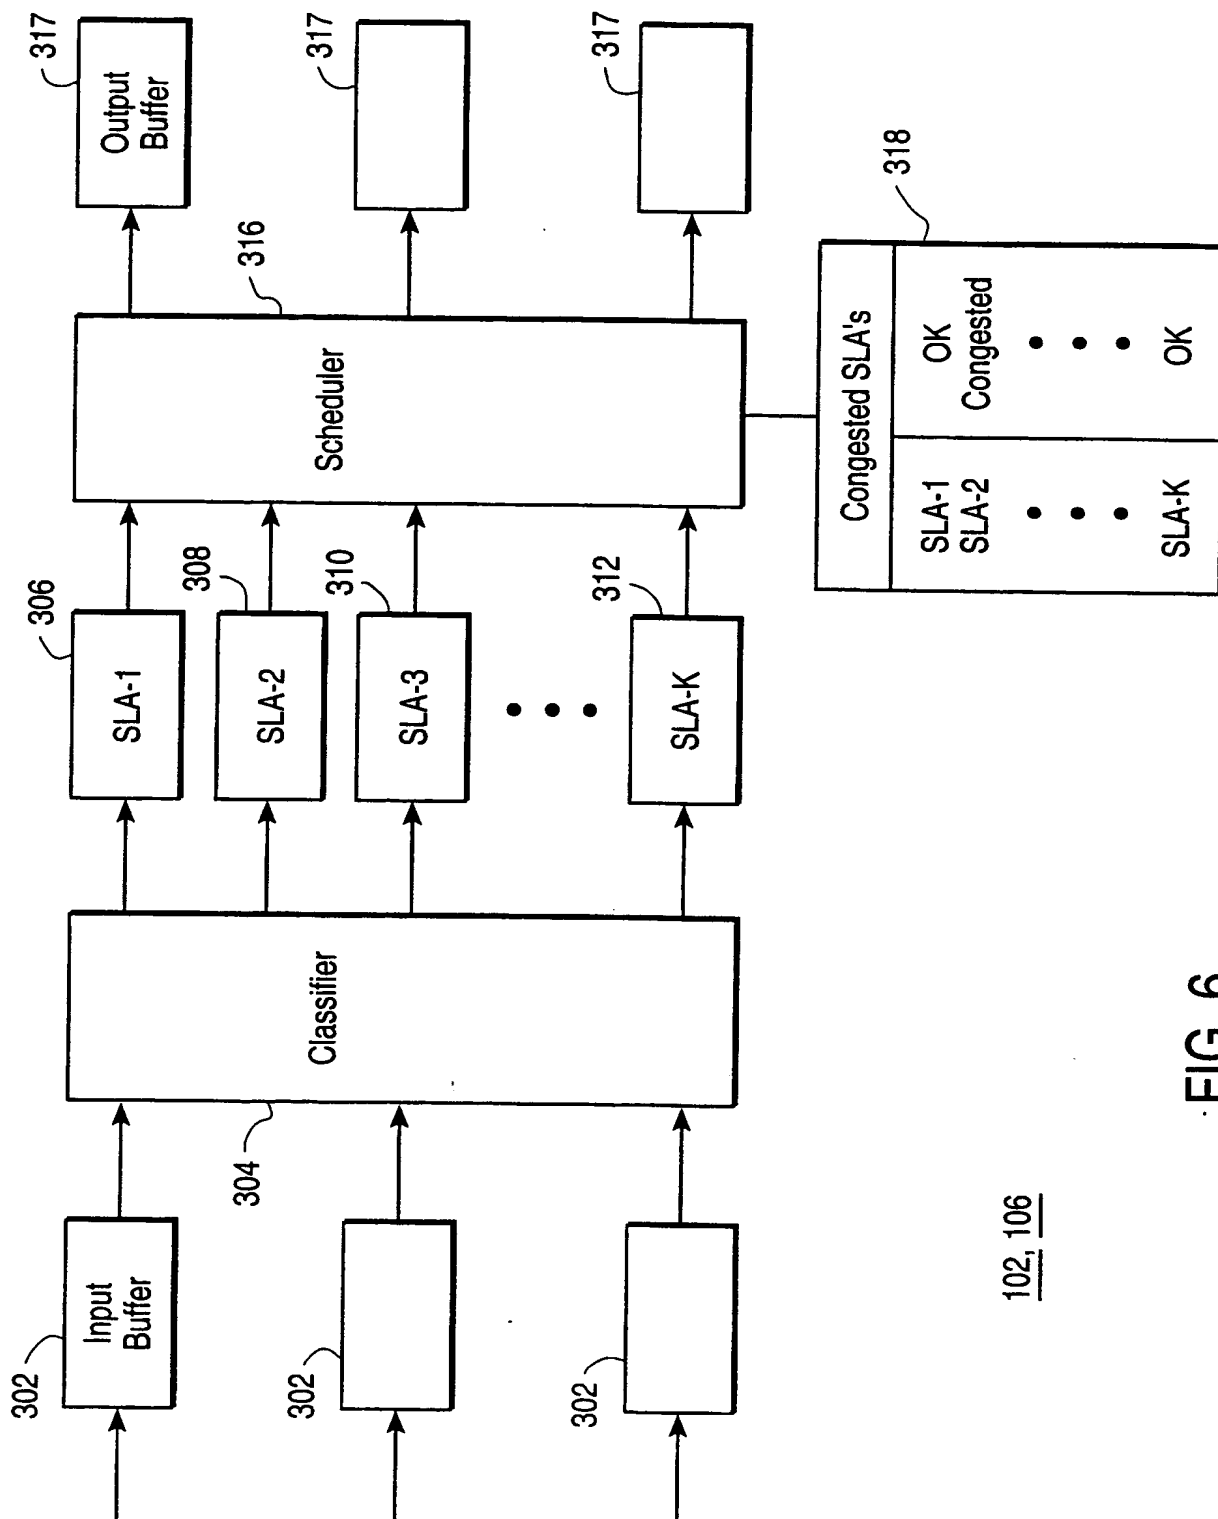 302
Input
Buffer
302
302
304
Classifier
306
SLA-1
308
SLA-2
310
SLA-3
312
SLA-K
316
Scheduler
317
Output
Buffer
317
317
318
Congested SLA's
SLA-1 OK
SLA-2 Congested
SLA-K OK
102, 106
FIG. 6